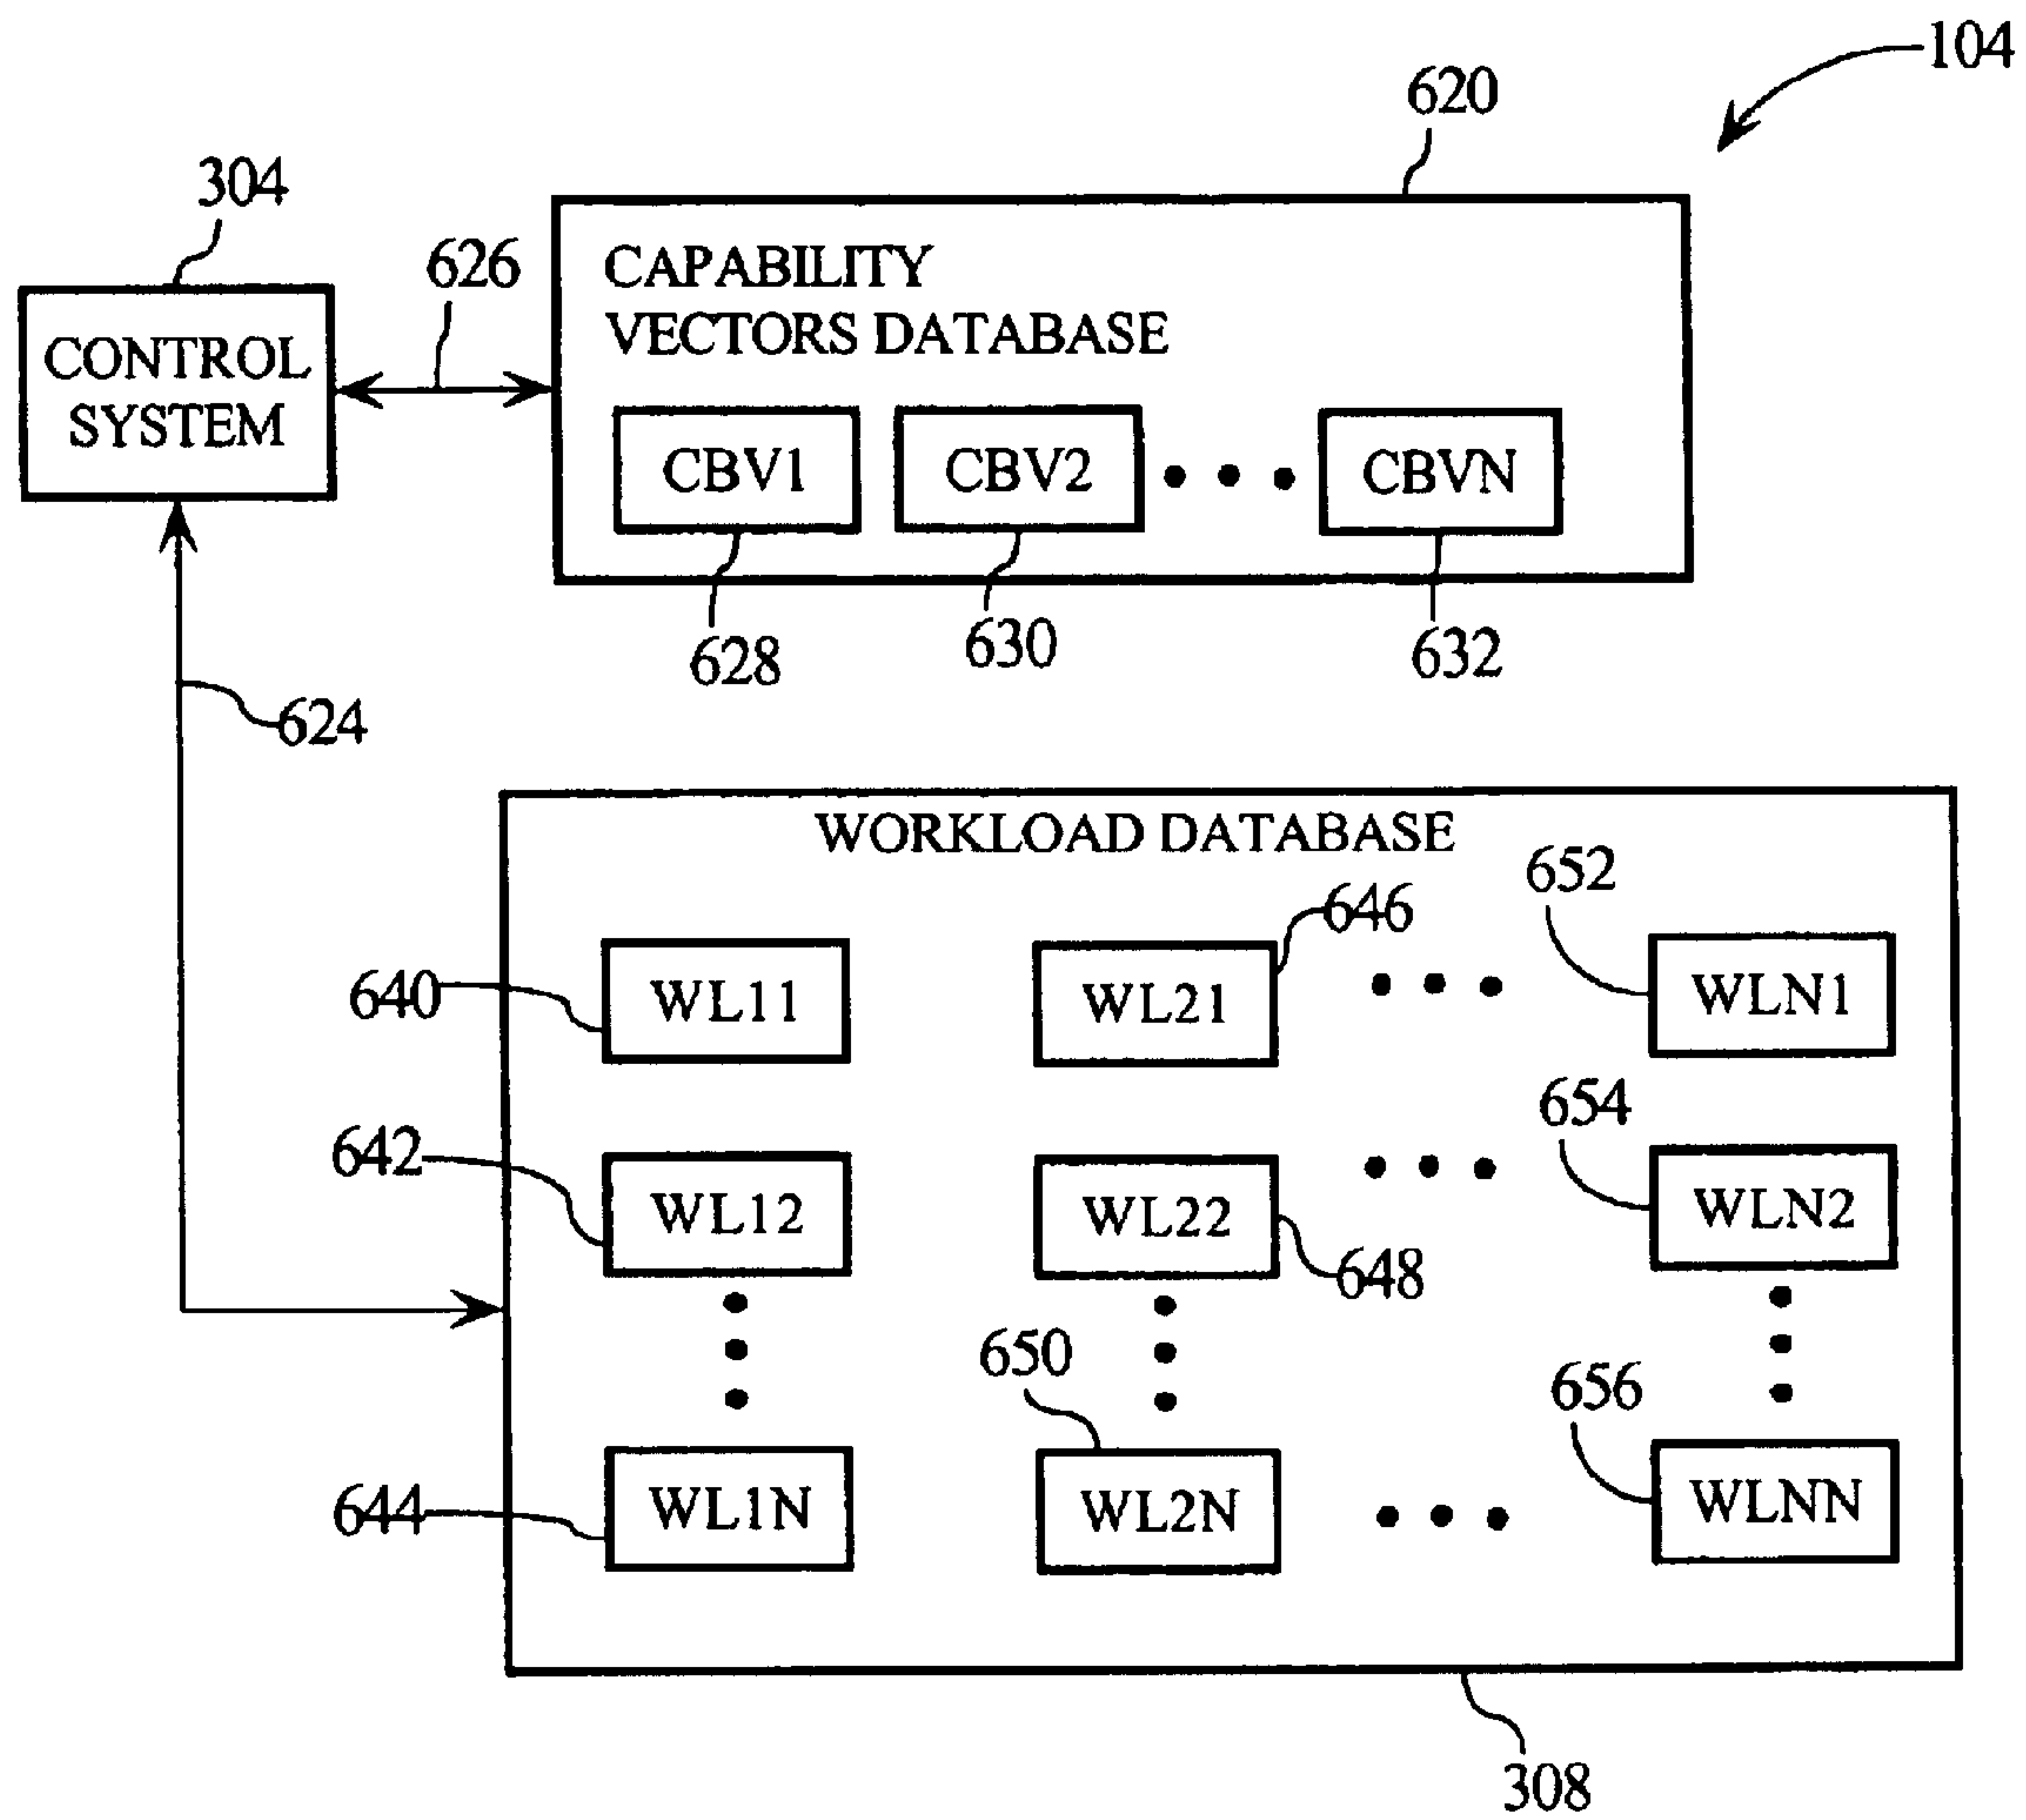 104
620
304
626
CAPABILITY
VECTORS DATABASE
CONTROL
SYSTEM
CBV1
CBV2
CBVN
628
630
632
624
WORKLOAD DATABASE
652
646
640
WL11
WL21
WLN1
654
642
WL12
WL22
WLN2
648
650
656
644
WL1N
WL2N
WLNN
308